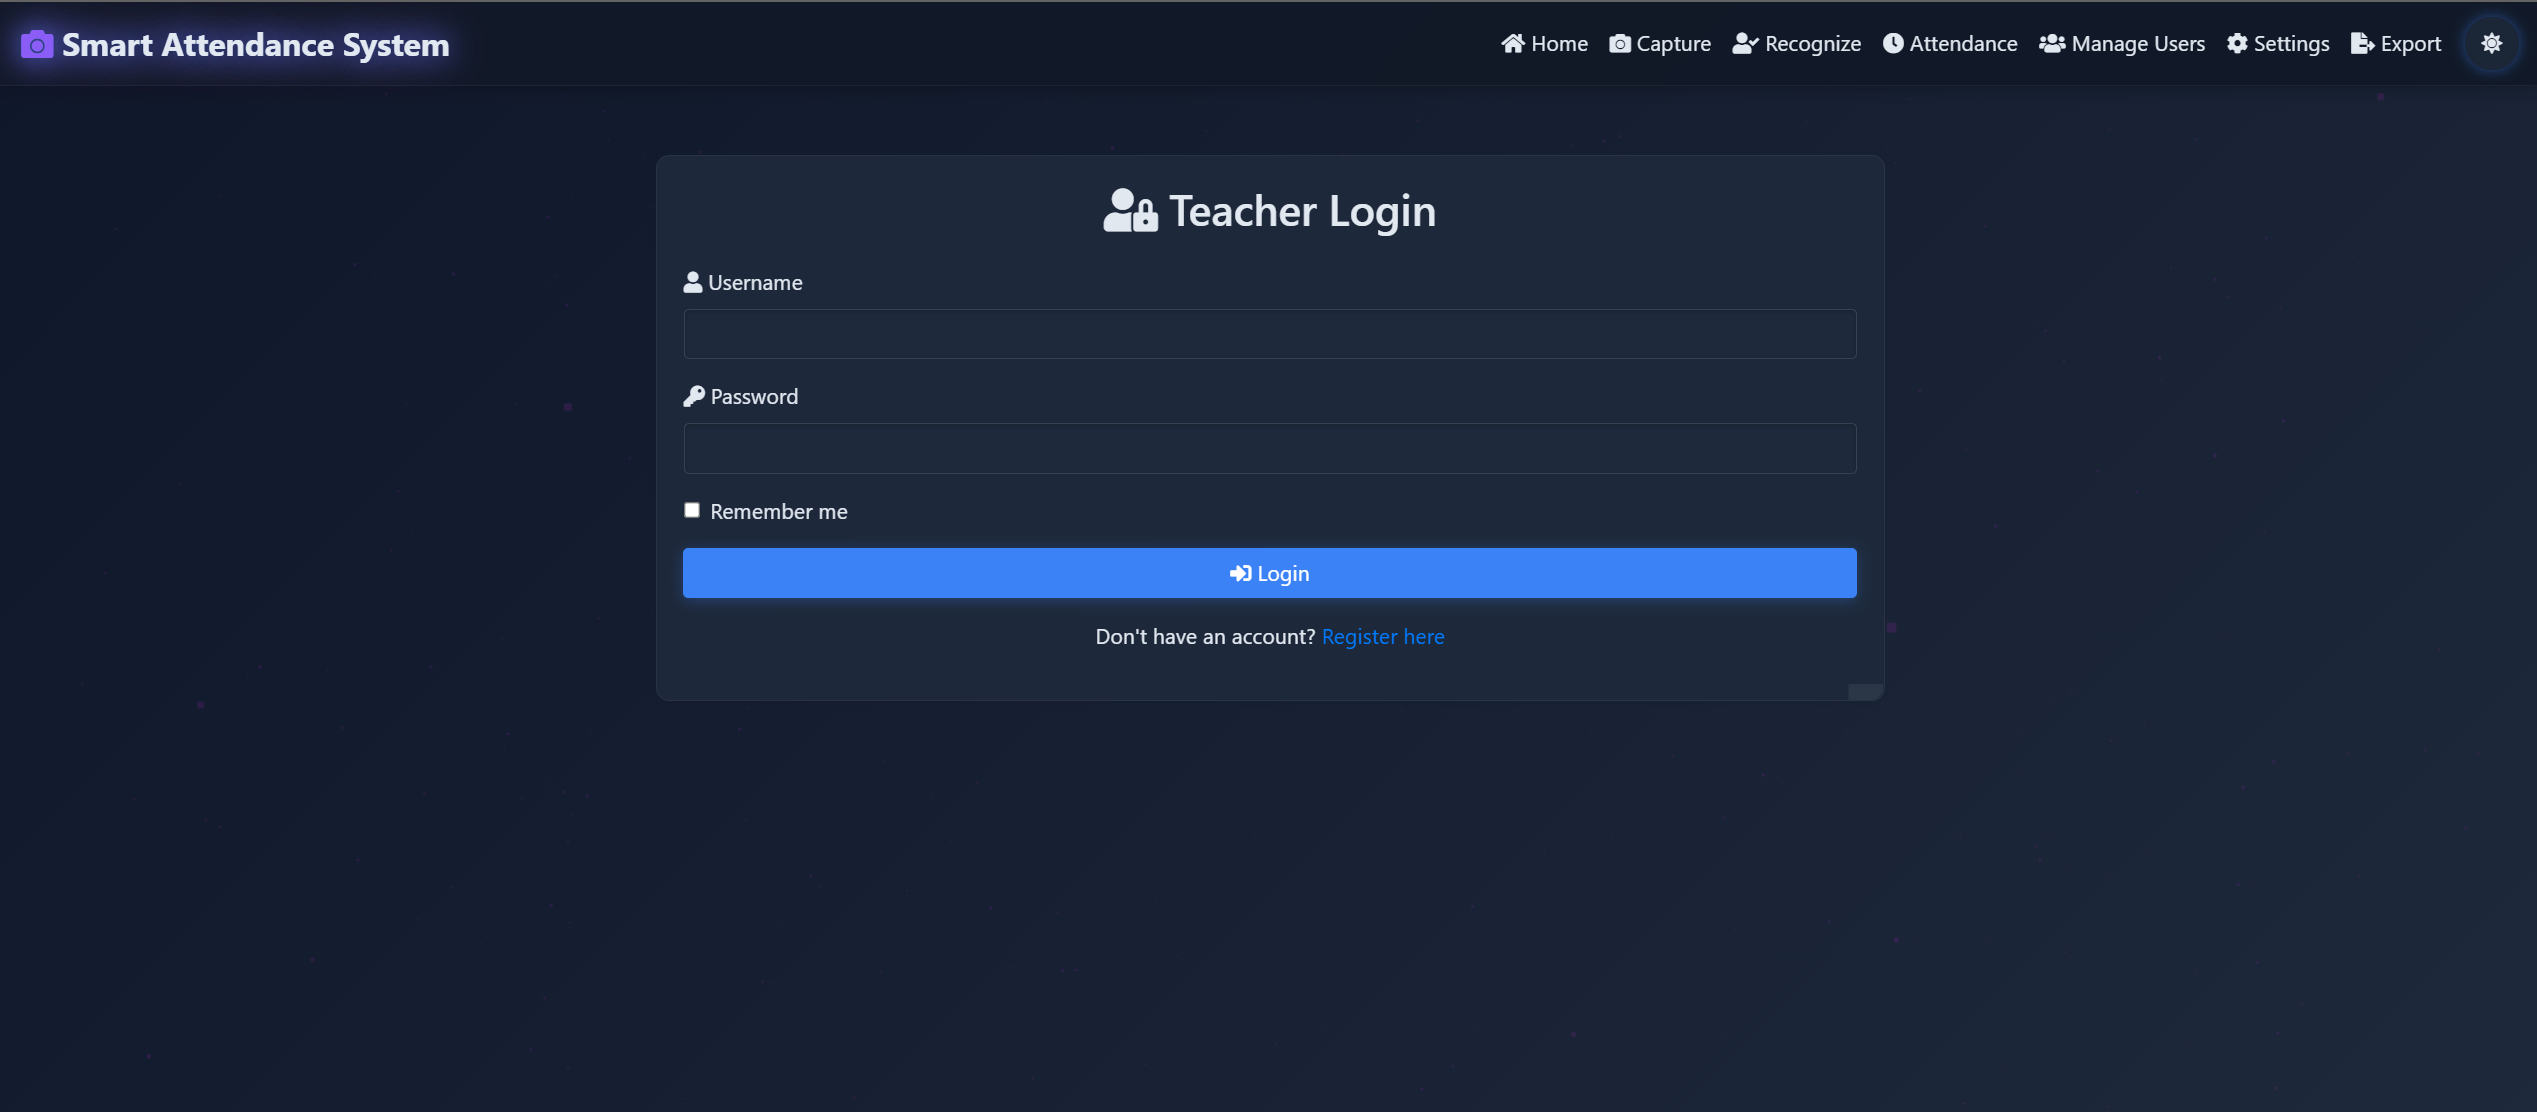 Smart Attendance System
Home Capture Recognize Attendance Manage Users Settings Export
Teacher Login
Username
Password
Remember me
Login
Don't have an account? Register here